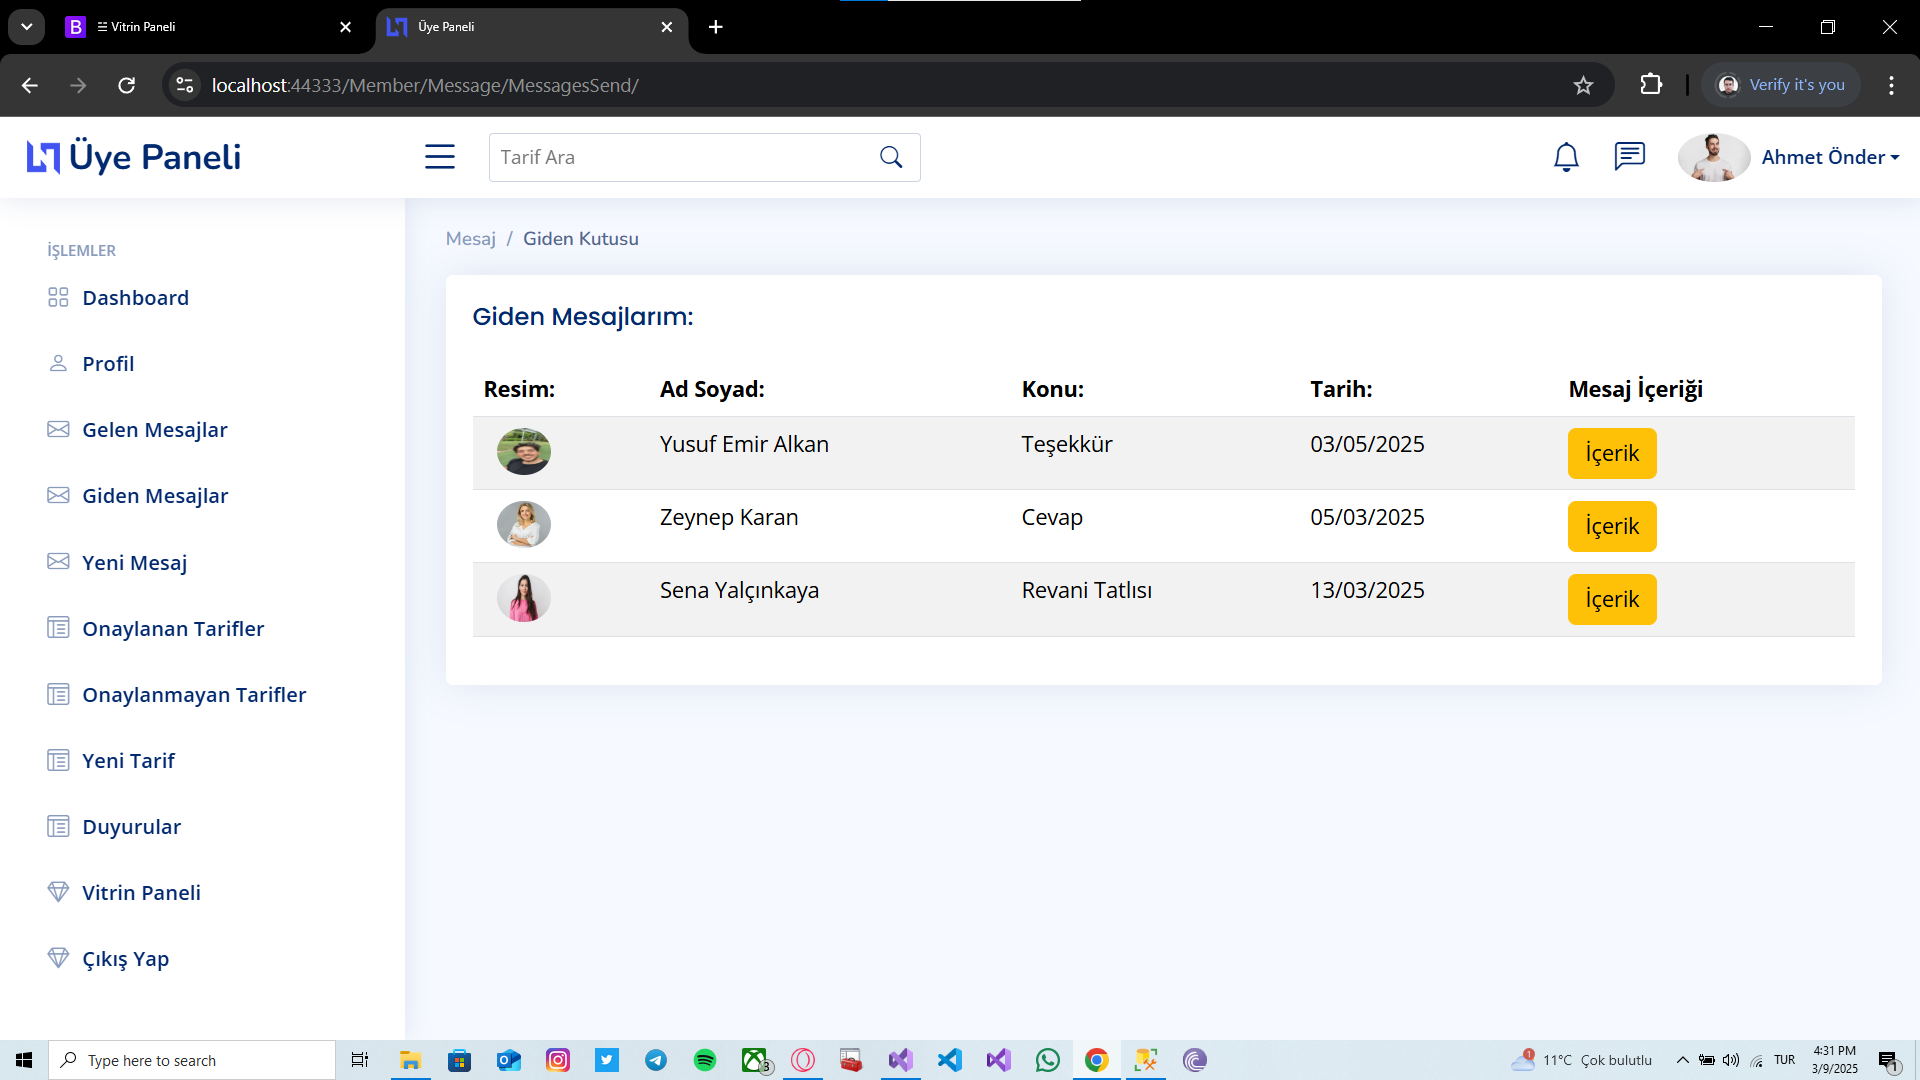 Vitrin Paneli
Üye Paneli
localhost:44333/Member/Message/MessagesSend/
Verify it's you
Üye Paneli
Tarif Ara
Ahmet Önder
İŞLEMLER
Dashboard
Profil
Gelen Mesajlar
Giden Mesajlar
Yeni Mesaj
Onaylanan Tarifler
Onaylanmayan Tarifler
Yeni Tarif
Duyurular
Vitrin Paneli
Çıkış Yap
Mesaj / Giden Kutusu
Giden Mesajlarım:
Resim: Ad Soyad: Konu: Tarih: Mesaj İçeriği
Yusuf Emir Alkan Teşekkür 03/05/2025 İçerik
Zeynep Karan Cevap 05/03/2025 İçerik
Sena Yalçınkaya Revani Tatlısı 13/03/2025 İçerik
Type here to search
3
1
11°C Çok bulutlu
TUR
4:31 PM
3/9/2025
1